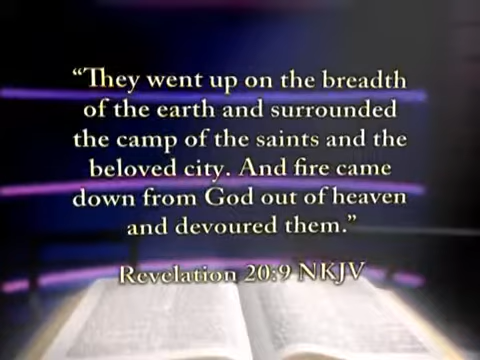 “They went up on the breadth
of the earth and surrounded
the camp of the saints and the
beloved city. And fire came
down from God out of heaven
and devoured them.”
Revelation 20:9 NKJV